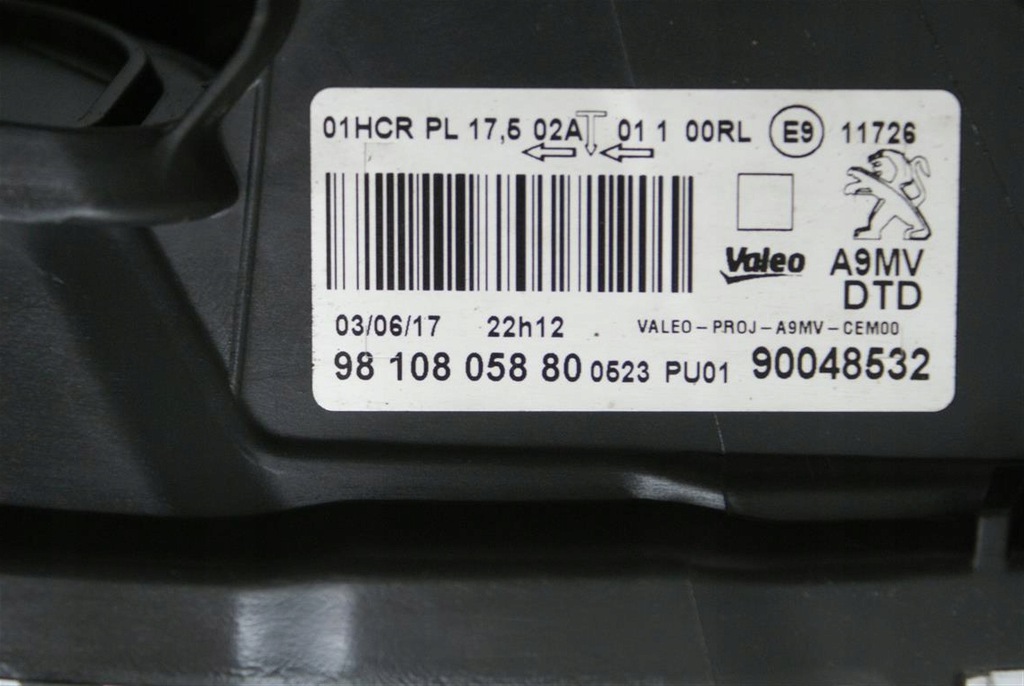 01HCR PL 17,5 02A 01 1 00RL E9 11726
Valeo A9MV
DTD
03/06/17 22h12 . VALEO-PROJ-A9MV-CEM00
98 108 058 80 0523 PU01 90048532